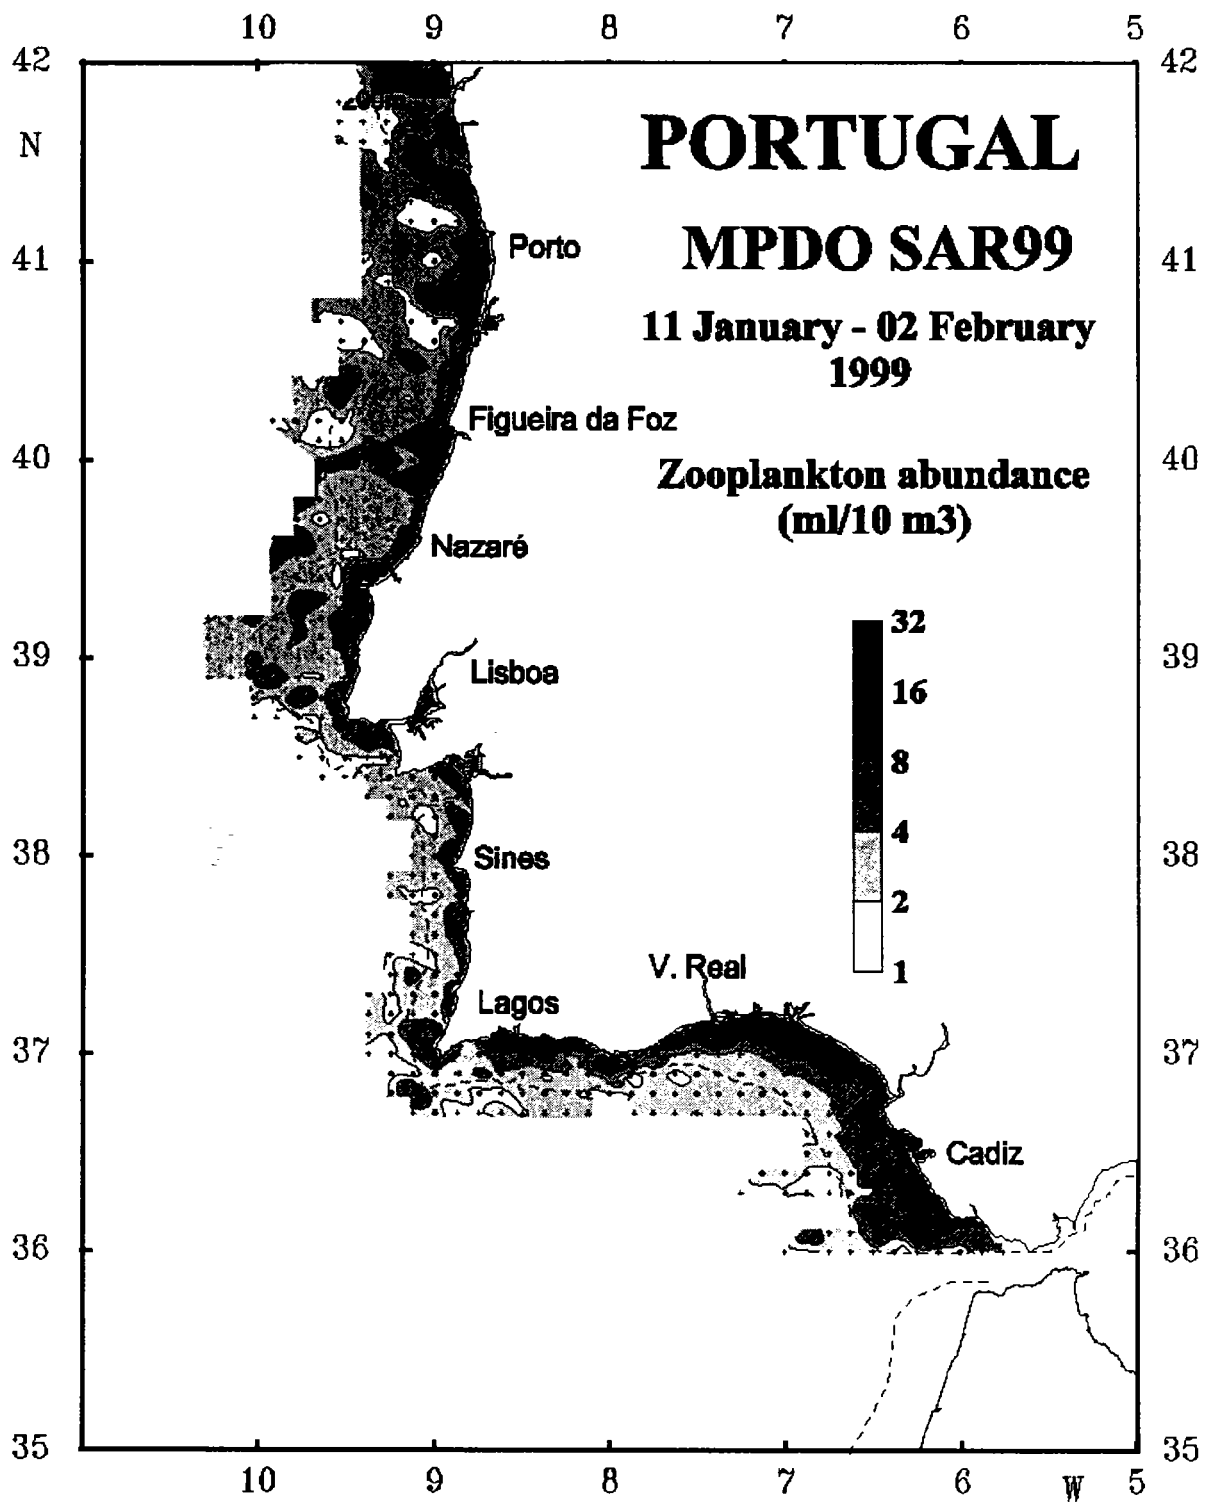 10 9 8 7 6 5
42 42
N
PORTUGAL
MPDO SAR99
Porto
41 41
11 January - 02 February
1999
Figueira da Foz
40 40
Zooplankton abundance
(ml/10 m3)
Nazaré
32
39 39
Lisboa
16
8
4
38 38
Sines
2
V. Real
1
Lagos
37 37
Cadiz
36 36
35 35
10 9 8 7 6 W 5